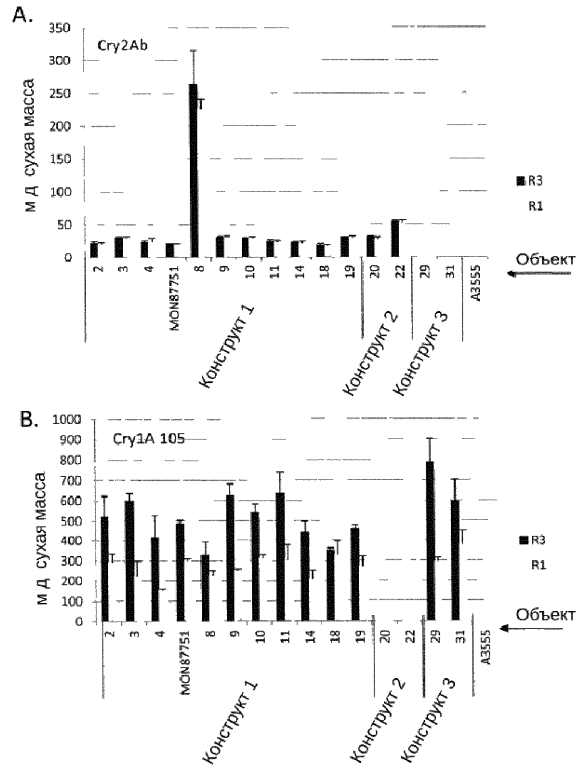 A.
Cry2Ab
м д сухая масса
350
300
250
200
150
100
50
0
2
3
4
MON87751
8
9
10
11
14
18
19
20
22
29
31
A3555
R3
R1
Объект
Конструкт 1
Конструкт 2
Конструкт 3
B.
Cry1A 105
м д сухая масса
1000
900
800
700
600
500
400
300
200
100
0
2
3
4
MON87751
8
9
10
11
14
18
19
20
22
29
31
A3555
R3
R1
Объект
Конструкт 1
Конструкт 2
Конструкт 3